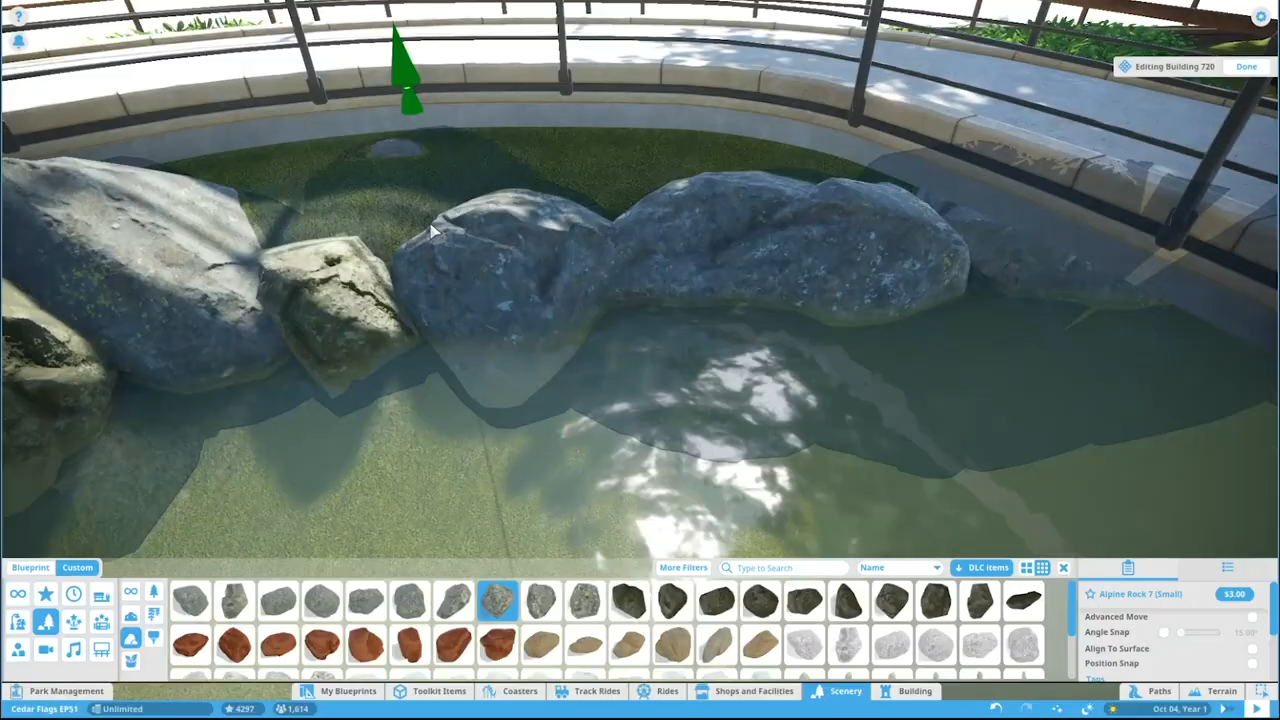 ?
Editing Building 720 Done
Blueprint Custom More Filters Type to Search Name DLC items
Alpine Rock 7 (Small) $3.00
Advanced Move
Angle Snap 15.00°
Align To Surface
Position Snap
Tags
Park Management My Blueprints Toolkit Items Coasters Track Rides Rides Shops and Facilities Scenery Building Paths Terrain
Cedar Flags EP51 Unlimited 4297 1,614 Oct 04, Year 1